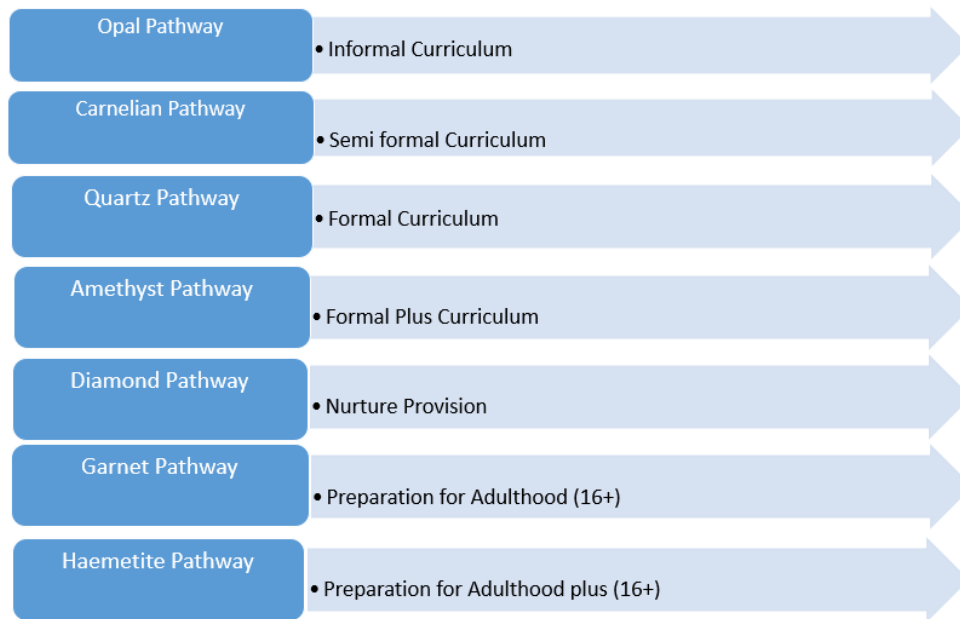 Opal Pathway
• Informal Curriculum
Carnelian Pathway
• Semi formal Curriculum
Quartz Pathway
• Formal Curriculum
Amethyst Pathway
• Formal Plus Curriculum
Diamond Pathway
• Nurture Provision
Garnet Pathway
• Preparation for Adulthood (16+)
Haemetite Pathway
• Preparation for Adulthood plus (16+)